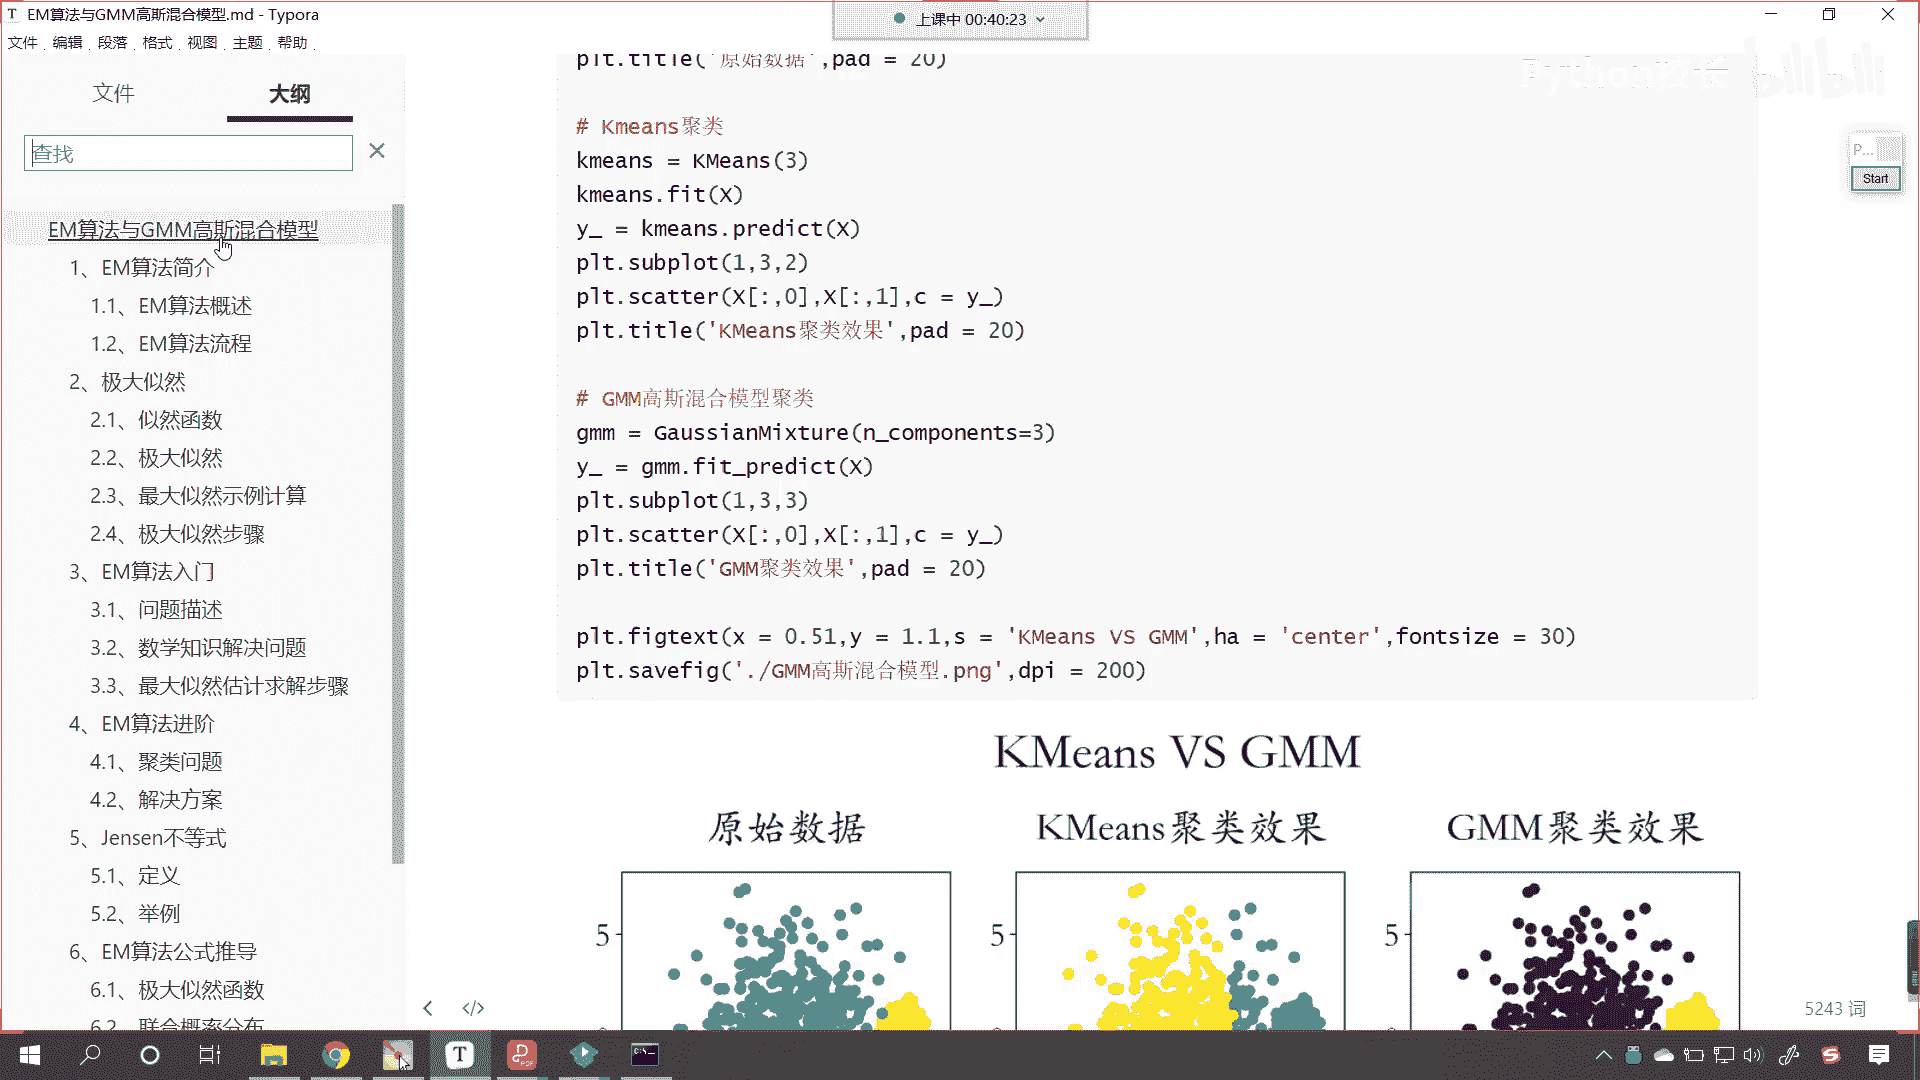 EM算法与GMM高斯混合模型.md - Typora
上课中 00:40:23
文件 编辑 段落 格式 视图 主题 帮助
文件 大纲
查找
EM算法与GMM高斯混合模型
1、EM算法简介
1.1、EM算法概述
1.2、EM算法流程
2、极大似然
2.1、似然函数
2.2、极大似然
2.3、最大似然示例计算
2.4、极大似然步骤
3、EM算法入门
3.1、问题描述
3.2、数学知识解决问题
3.3、最大似然估计求解步骤
4、EM算法进阶
4.1、聚类问题
4.2、解决方案
5、Jensen不等式
5.1、定义
5.2、举例
6、EM算法公式推导
6.1、极大似然函数
6.2、联合概率分布
plt.title('原始数据',pad = 20)
# Kmeans聚类
kmeans = KMeans(3)
kmeans.fit(X)
y_ = kmeans.predict(X)
plt.subplot(1,3,2)
plt.scatter(X[:,0],X[:,1],c = y_)
plt.title('KMeans聚类效果',pad = 20)
# GMM高斯混合模型聚类
gmm = GaussianMixture(n_components=3)
y_ = gmm.fit_predict(X)
plt.subplot(1,3,3)
plt.scatter(X[:,0],X[:,1],c = y_)
plt.title('GMM聚类效果',pad = 20)
plt.figtext(x = 0.51,y = 1.1,s = 'KMeans VS GMM',ha = 'center',fontsize = 30)
plt.savefig('./GMM高斯混合模型.png',dpi = 200)
KMeans VS GMM
原始数据 KMeans聚类效果 GMM聚类效果
5 5 5
Python校长 bilibili
P...
Start
5243 词